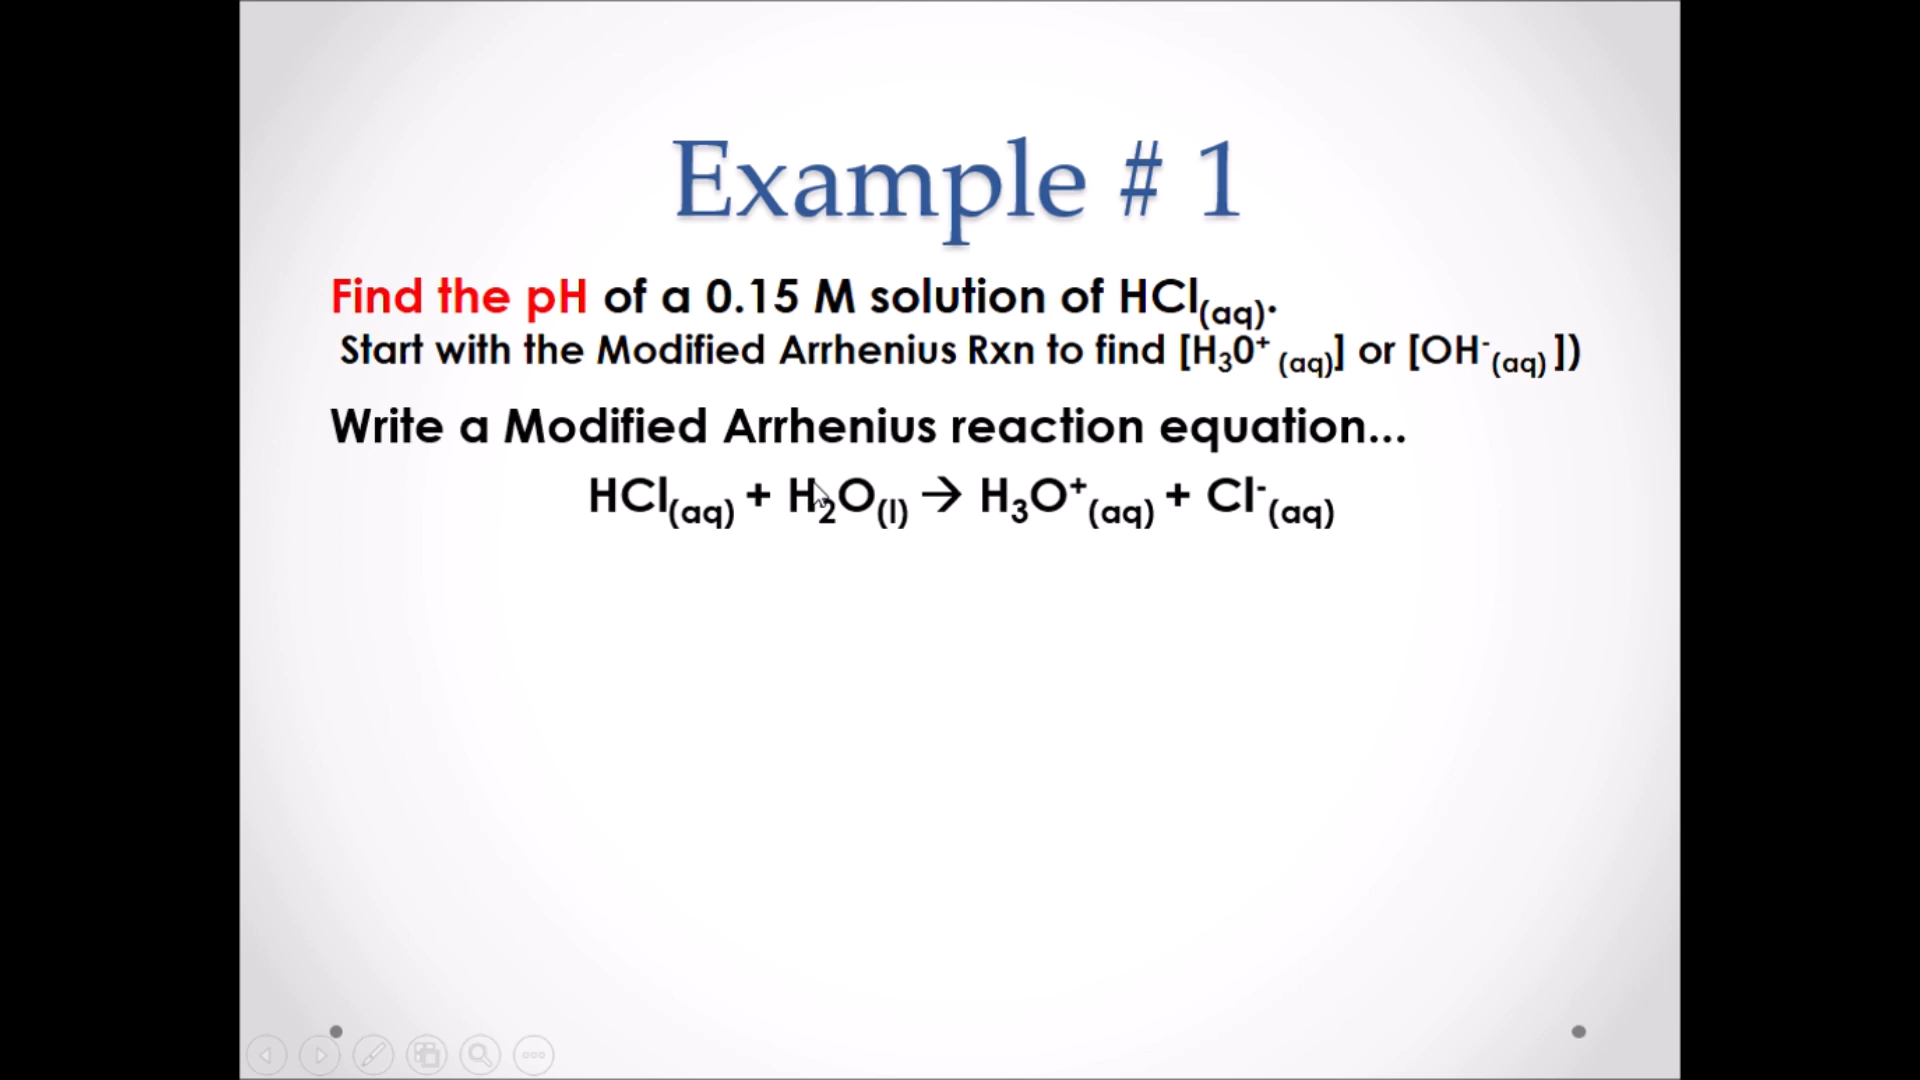 Example # 1
Find the pH of a 0.15 M solution of HCl(aq).
Start with the Modified Arrhenius Rxn to find [H₃0⁺ (aq)] or [OH⁻(aq) ])
Write a Modified Arrhenius reaction equation...
HCl(aq) + H₂O(l) → H₃O⁺(aq) + Cl⁻(aq)